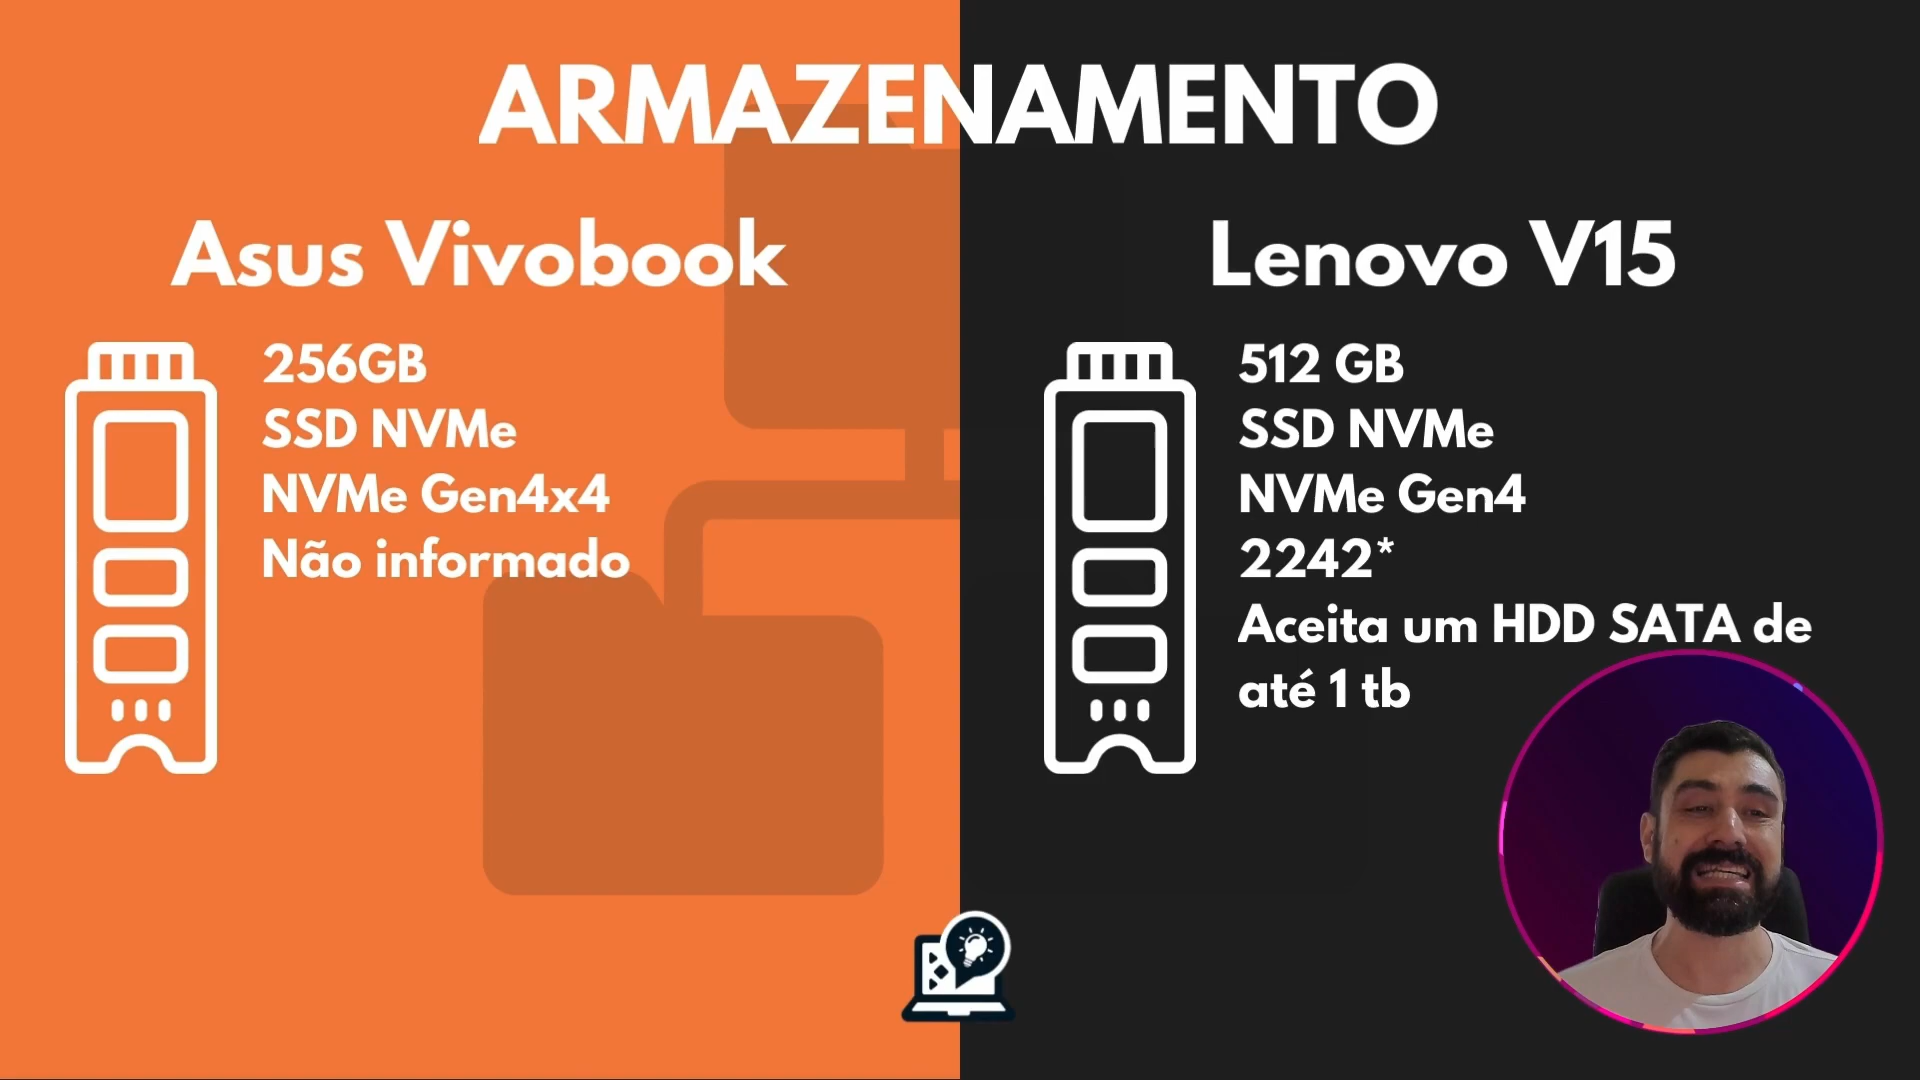 ARMAZENAMENTO
Asus Vivobook
256GB
SSD NVMe
NVMe Gen4x4
Não informado
Lenovo V15
512 GB
SSD NVMe
NVMe Gen4
2242*
Aceita um HDD SATA de
até 1 tb